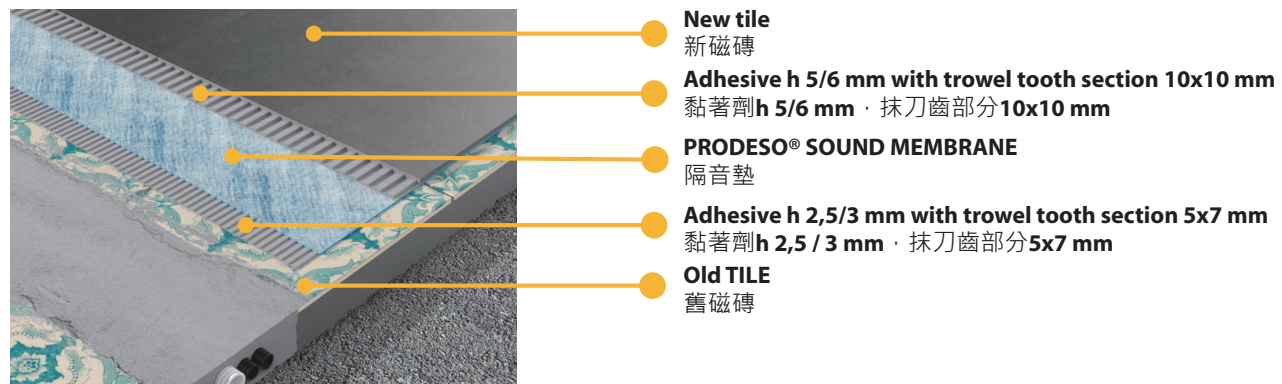 New tile
新磁磚
Adhesive h 5/6 mm with trowel tooth section 10x10 mm
黏著劑h 5/6 mm，抹刀齒部分10x10 mm
PRODESO® SOUND MEMBRANE
隔音墊
Adhesive h 2,5/3 mm with trowel tooth section 5x7 mm
黏著劑h 2,5 / 3 mm，抹刀齒部分5x7 mm
Old TILE
舊磁磚